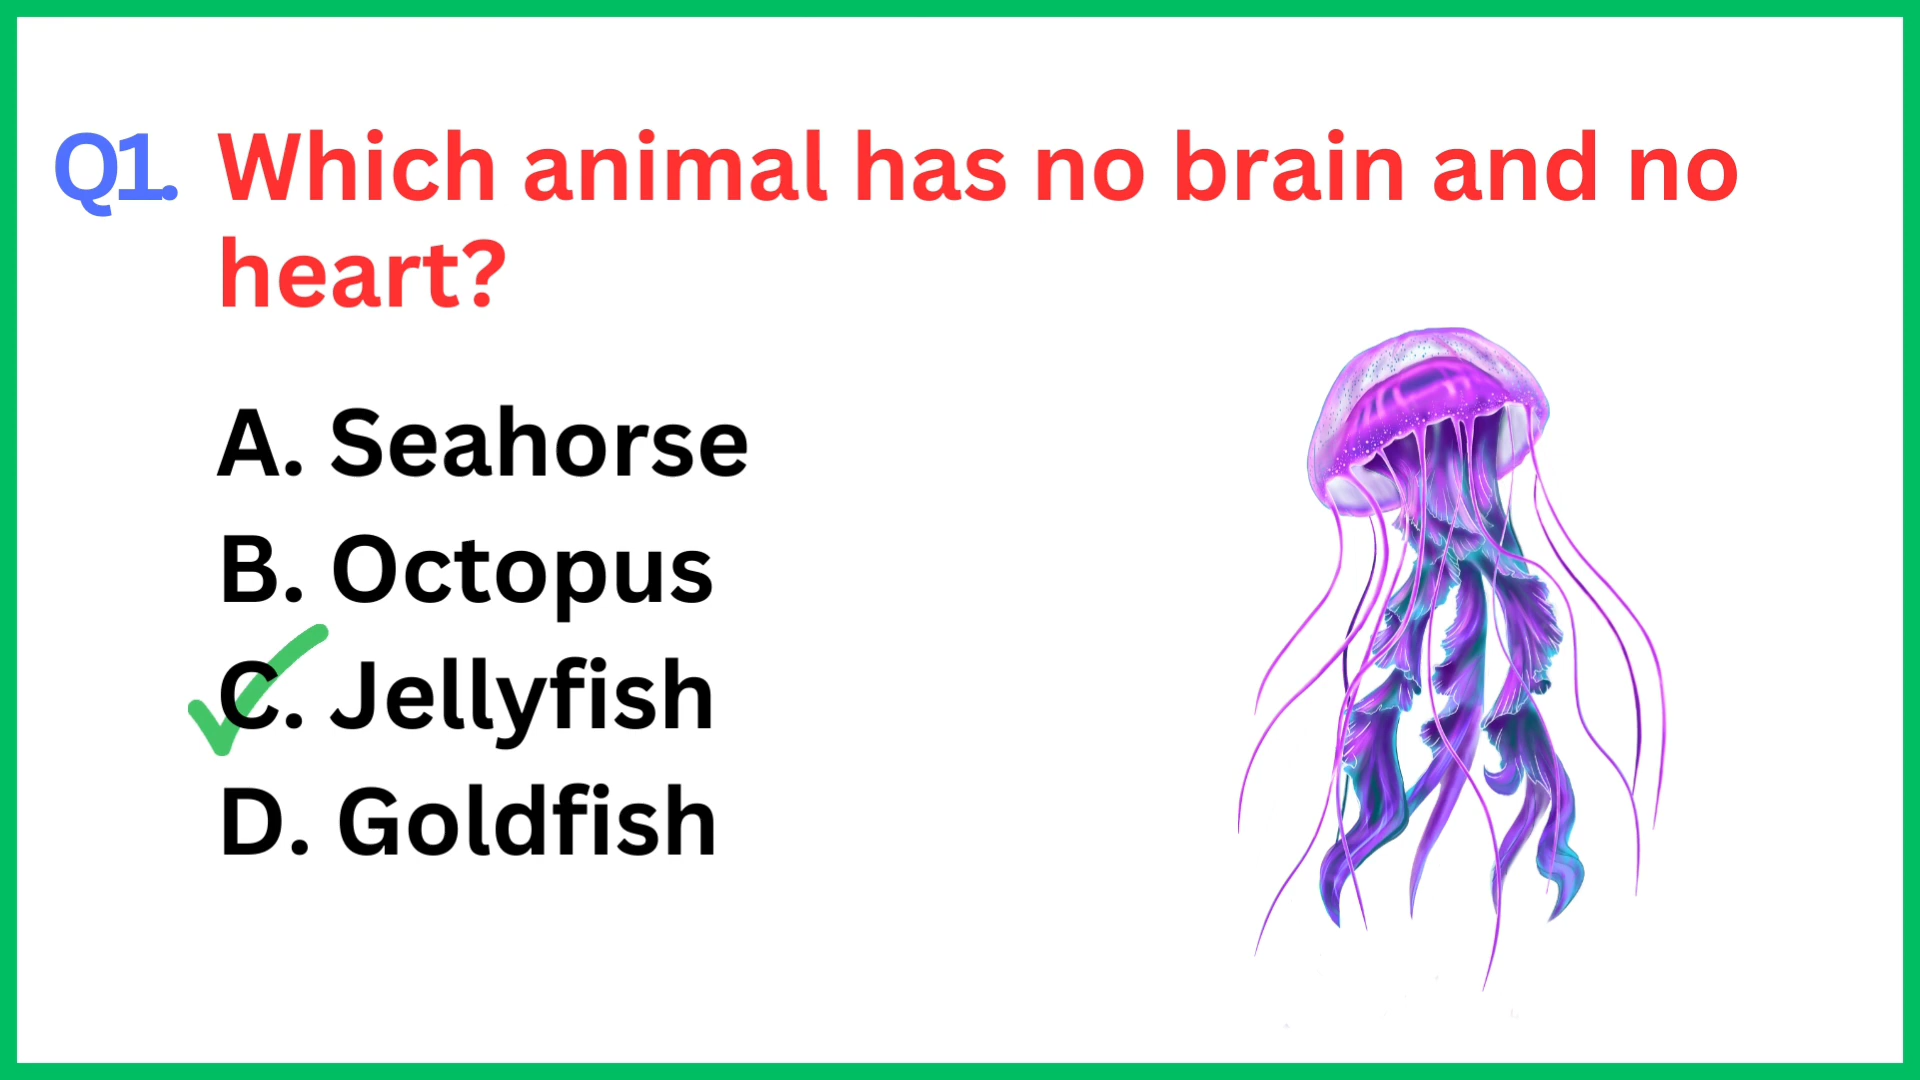 Q1. Which animal has no brain and no
heart?
A. Seahorse
B. Octopus
C. Jellyfish
D. Goldfish